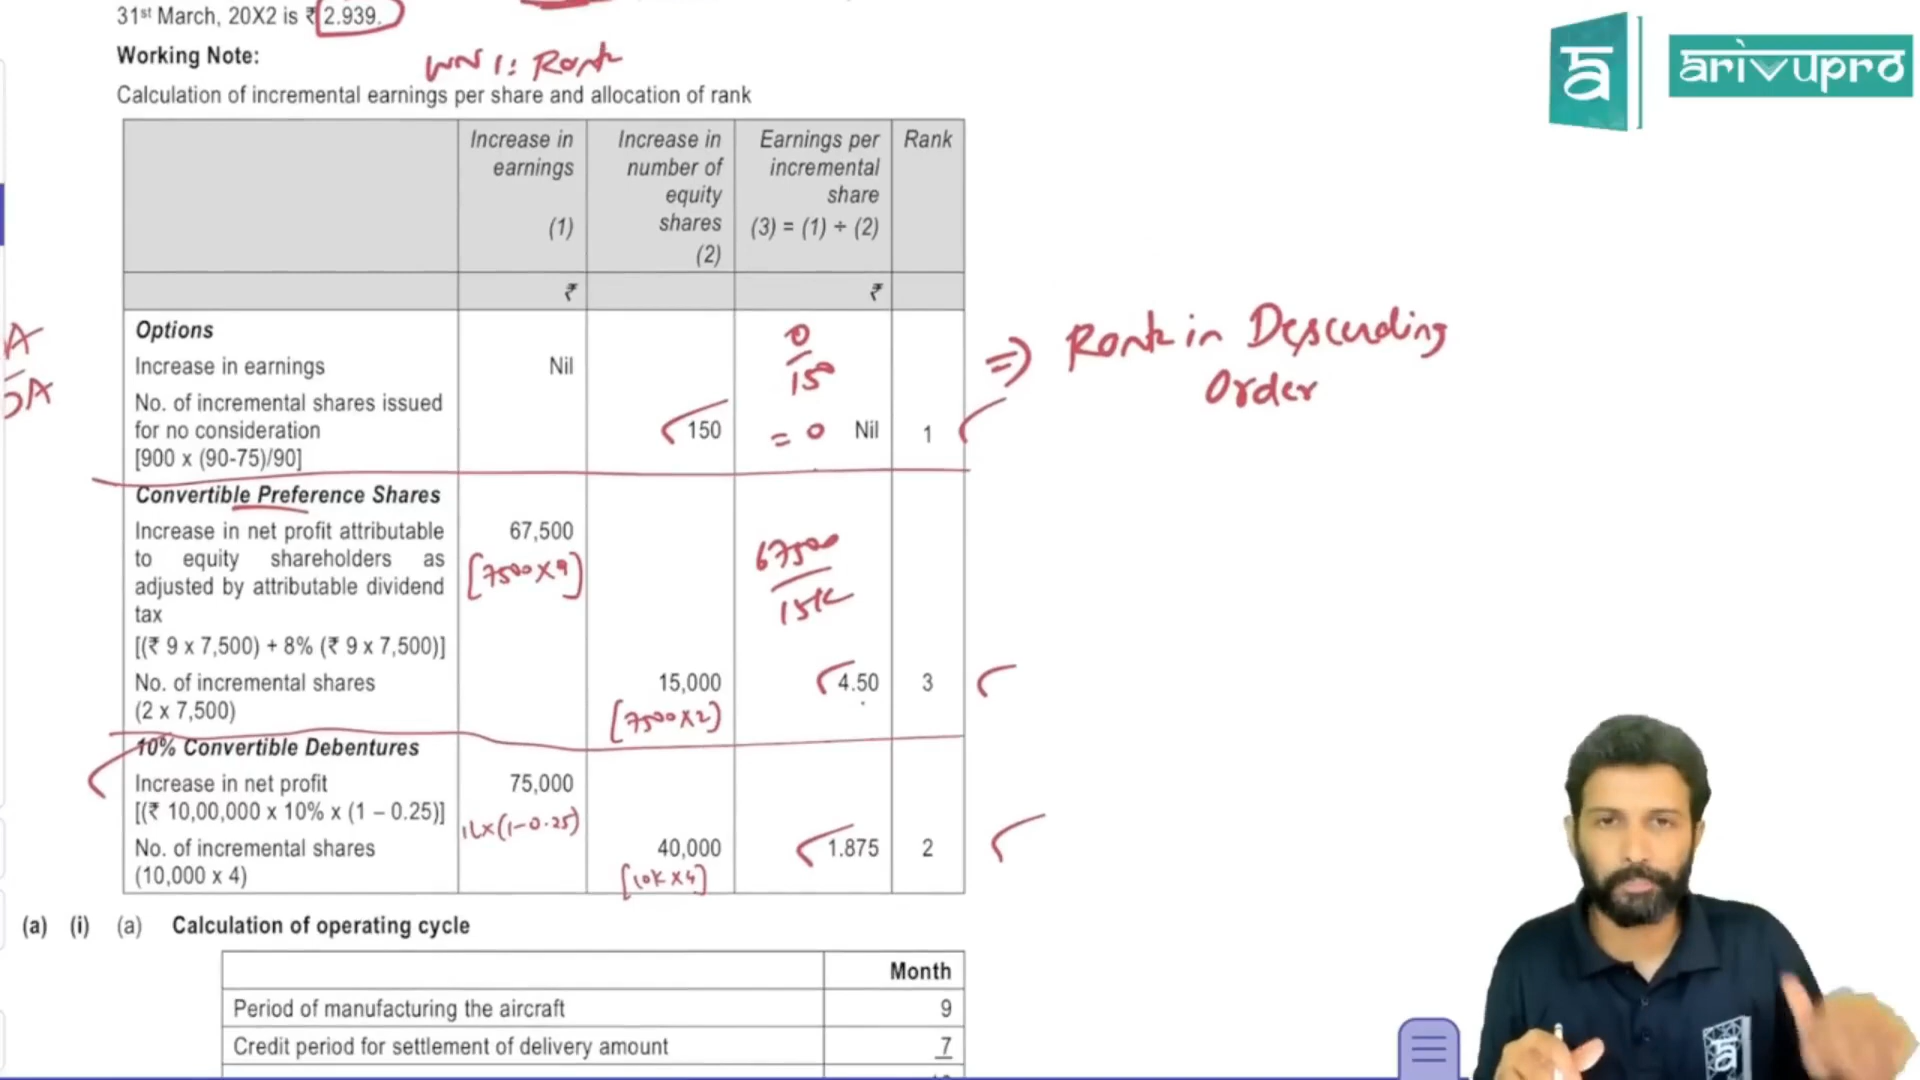 31st March, 20X2 is ₹ 2.939.
Working Note:
WN 1: Rank
Calculation of incremental earnings per share and allocation of rank
Increase in earnings (1)
Increase in number of equity shares (2)
Earnings per incremental share (3) = (1) ÷ (2)
Rank
₹ ₹
Options
Increase in earnings Nil
No. of incremental shares issued
for no consideration 150 Nil 1
[900 x (90-75)/90]
0/150
= 0
=> Rank in Descending
Order
Convertible Preference Shares
Increase in net profit attributable 67,500
to equity shareholders as
adjusted by attributable dividend
tax
[7500x9]
67500/15K
[(₹ 9 x 7,500) + 8% (₹ 9 x 7,500)]
No. of incremental shares 15,000 4.50 3
(2 x 7,500)
[7500x2]
10% Convertible Debentures
Increase in net profit 75,000
[(₹ 10,00,000 x 10% x (1 – 0.25)]
1Lx(1-0.25)
No. of incremental shares 40,000 1.875 2
(10,000 x 4)
[10K x4]
(a) (i) (a) Calculation of operating cycle
Month
Period of manufacturing the aircraft 9
Credit period for settlement of delivery amount 7
arivupro